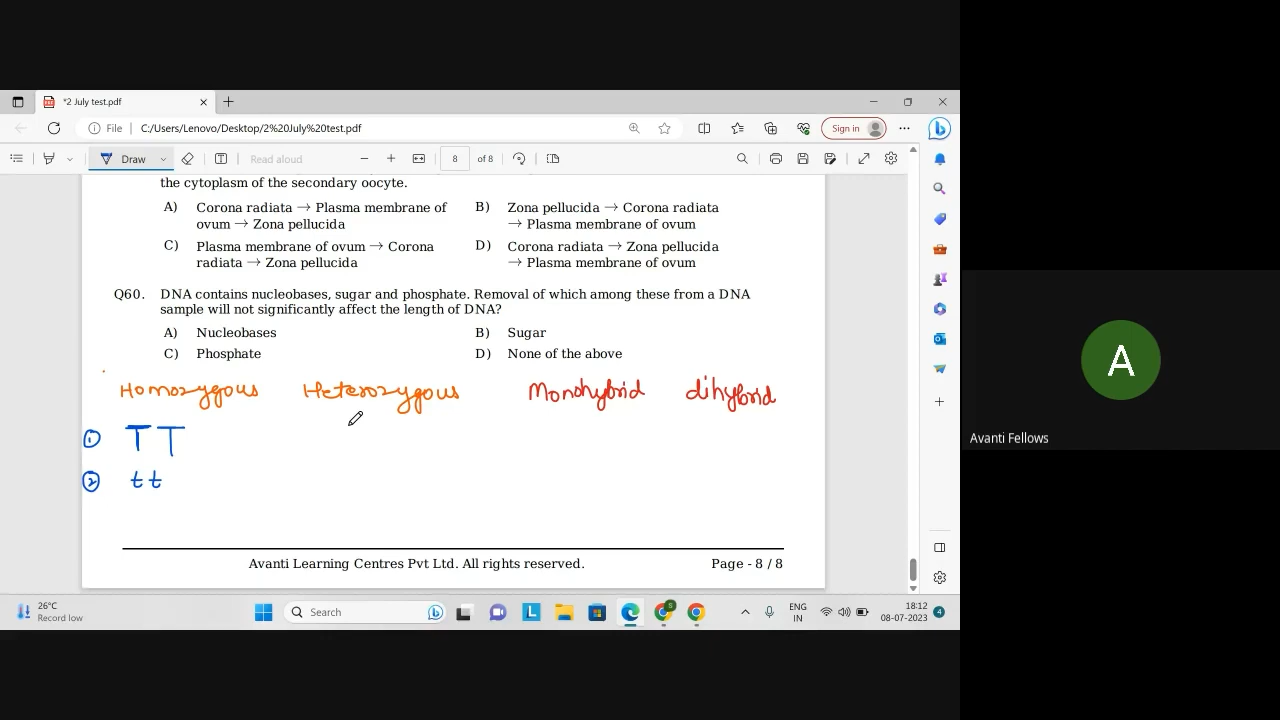 *2 July test.pdf
File | C:/Users/Lenovo/Desktop/2%20July%20test.pdf
Sign in
Draw
Read aloud
8 of 8
the cytoplasm of the secondary oocyte.
A) Corona radiata → Plasma membrane of ovum → Zona pellucida
B) Zona pellucida → Corona radiata → Plasma membrane of ovum
C) Plasma membrane of ovum → Corona radiata → Zona pellucida
D) Corona radiata → Zona pellucida → Plasma membrane of ovum
Q60. DNA contains nucleobases, sugar and phosphate. Removal of which among these from a DNA
sample will not significantly affect the length of DNA?
A) Nucleobases B) Sugar
C) Phosphate D) None of the above
Homozygous Heterozygous Monohybrid dihybrid
① T T
② t t
Avanti Learning Centres Pvt Ltd. All rights reserved. Page - 8 / 8
A
Avanti Fellows
26°C
Record low
Search
L
ENG
IN
18:12
08-07-2023
4